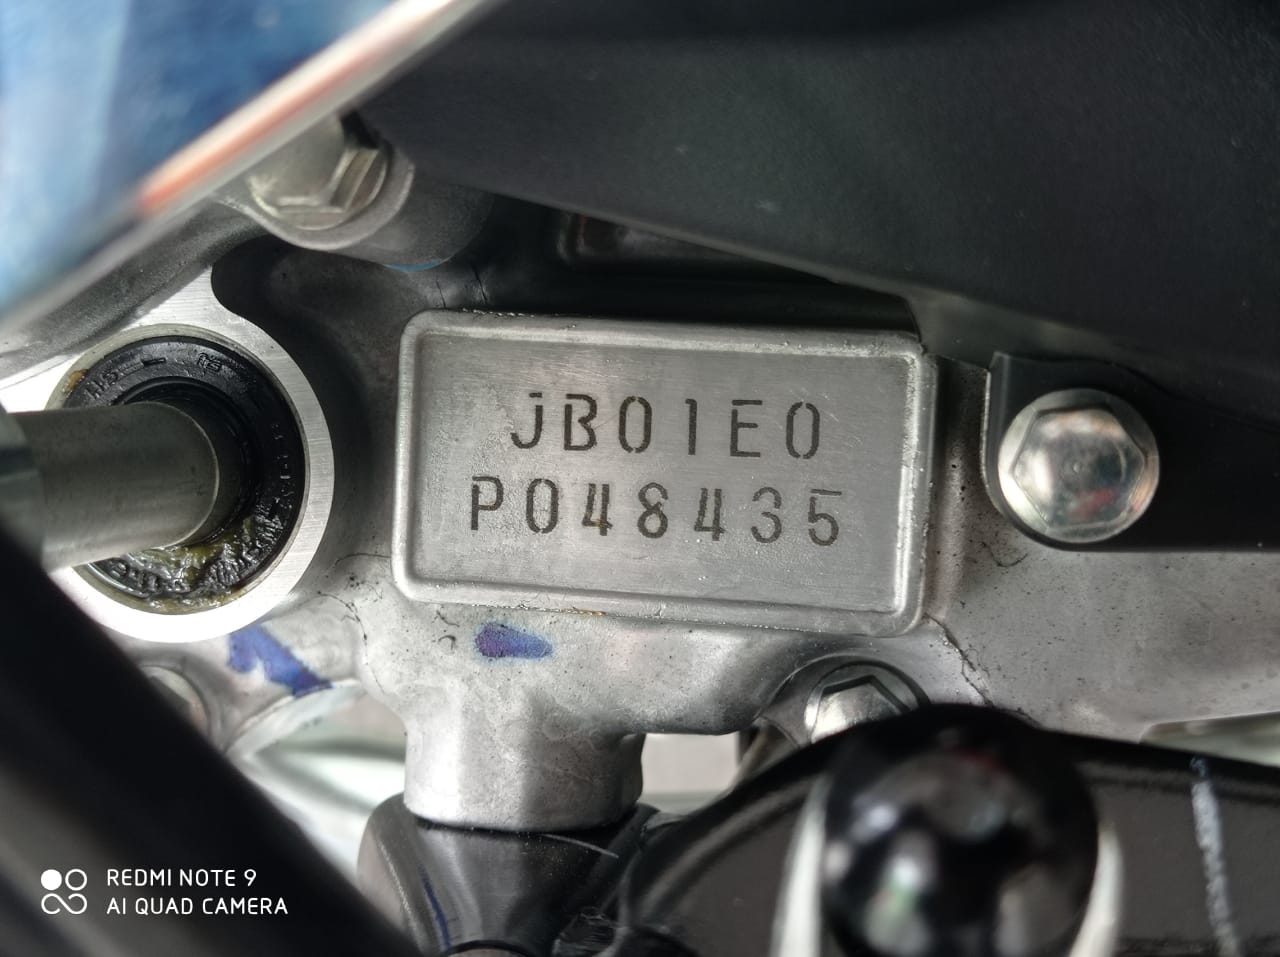 JB01E0
P048435
REDMI NOTE 9
AI QUAD CAMERA